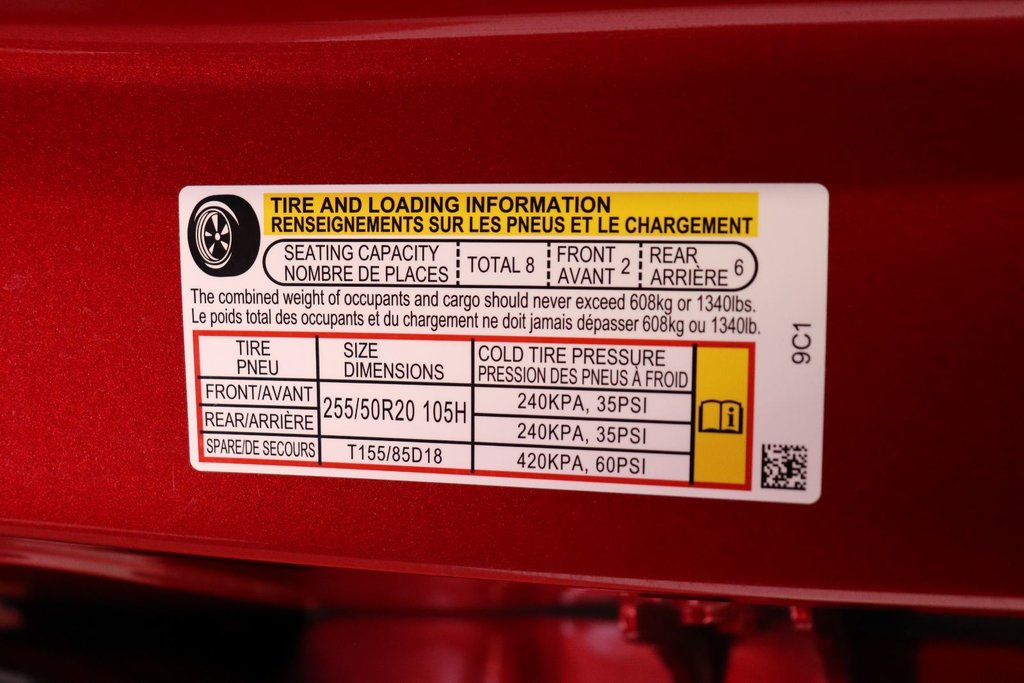 TIRE AND LOADING INFORMATION
RENSEIGNEMENTS SUR LES PNEUS ET LE CHARGEMENT
SEATING CAPACITY
NOMBRE DE PLACES
TOTAL 8
FRONT
AVANT 2
REAR
ARRIÈRE 6
The combined weight of occupants and cargo should never exceed 608kg or 1340lbs.
Le poids total des occupants et du chargement ne doit jamais dépasser 608kg ou 1340lb.
TIRE
PNEU
SIZE
DIMENSIONS
COLD TIRE PRESSURE
PRESSION DES PNEUS À FROID
FRONT/AVANT
255/50R20 105H
240KPA, 35PSI
REAR/ARRIÈRE
240KPA, 35PSI
SPARE/DE SECOURS
T155/85D18
420KPA, 60PSI
9C1